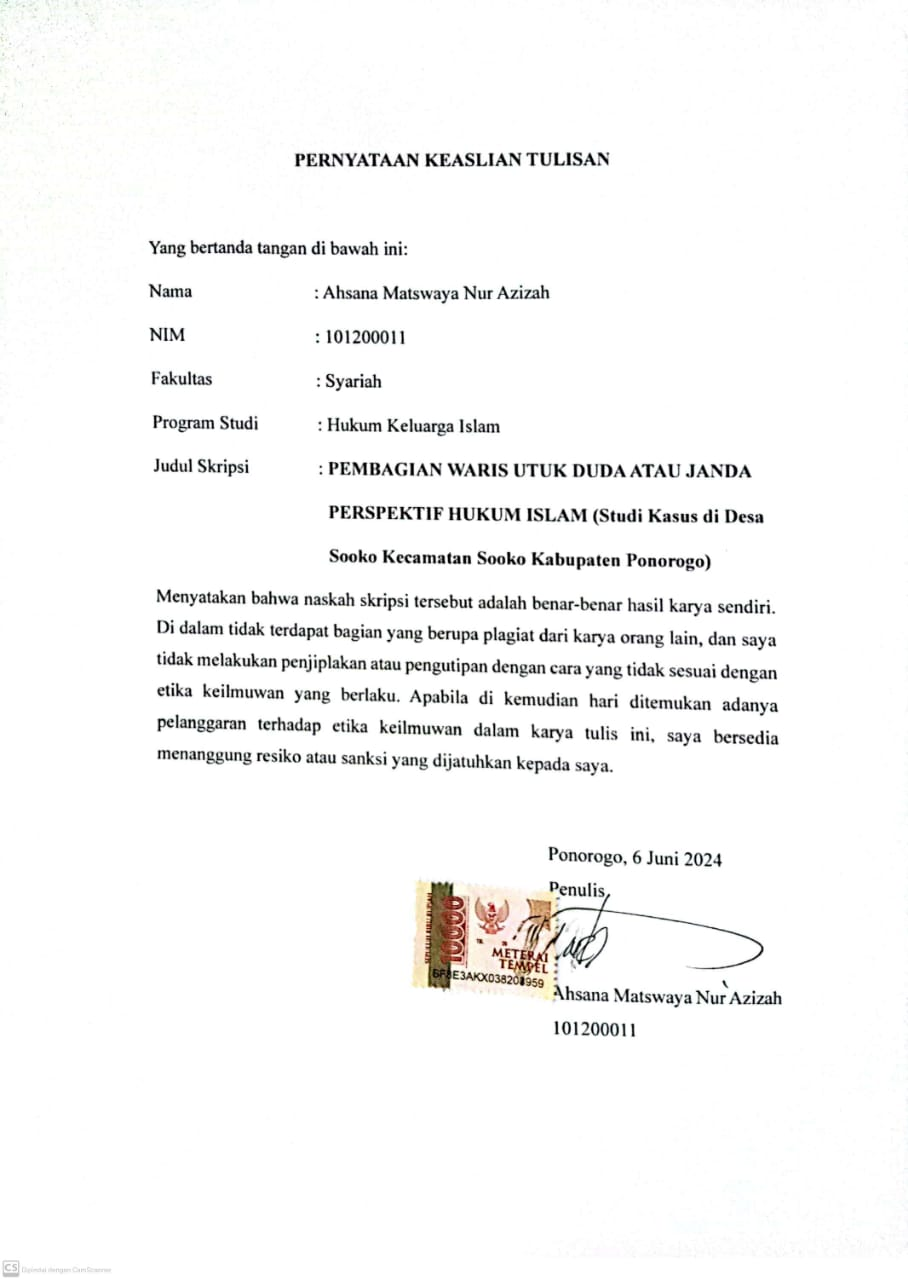 PERNYATAAN KEASLIAN TULISAN
Yang bertanda tangan di bawah ini:
Nama : Ahsana Matswaya Nur Azizah
NIM : 101200011
Fakultas : Syariah
Program Studi : Hukum Keluarga Islam
Judul Skripsi : PEMBAGIAN WARIS UTUK DUDA ATAU JANDA
PERSPEKTIF HUKUM ISLAM (Studi Kasus di Desa
Sooko Kecamatan Sooko Kabupaten Ponorogo)
Menyatakan bahwa naskah skripsi tersebut adalah benar-benar hasil karya sendiri.
Di dalam tidak terdapat bagian yang berupa plagiat dari karya orang lain, dan saya
tidak melakukan penjiplakan atau pengutipan dengan cara yang tidak sesuai dengan
etika keilmuwan yang berlaku. Apabila di kemudian hari ditemukan adanya
pelanggaran terhadap etika keilmuwan dalam karya tulis ini, saya bersedia
menanggung resiko atau sanksi yang dijatuhkan kepada saya.
Ponorogo, 6 Juni 2024
Penulis,
10000
METERAI
TEMPEL
Ahsana Matswaya Nur Azizah
101200011
CS Dipindai dengan CamScanner